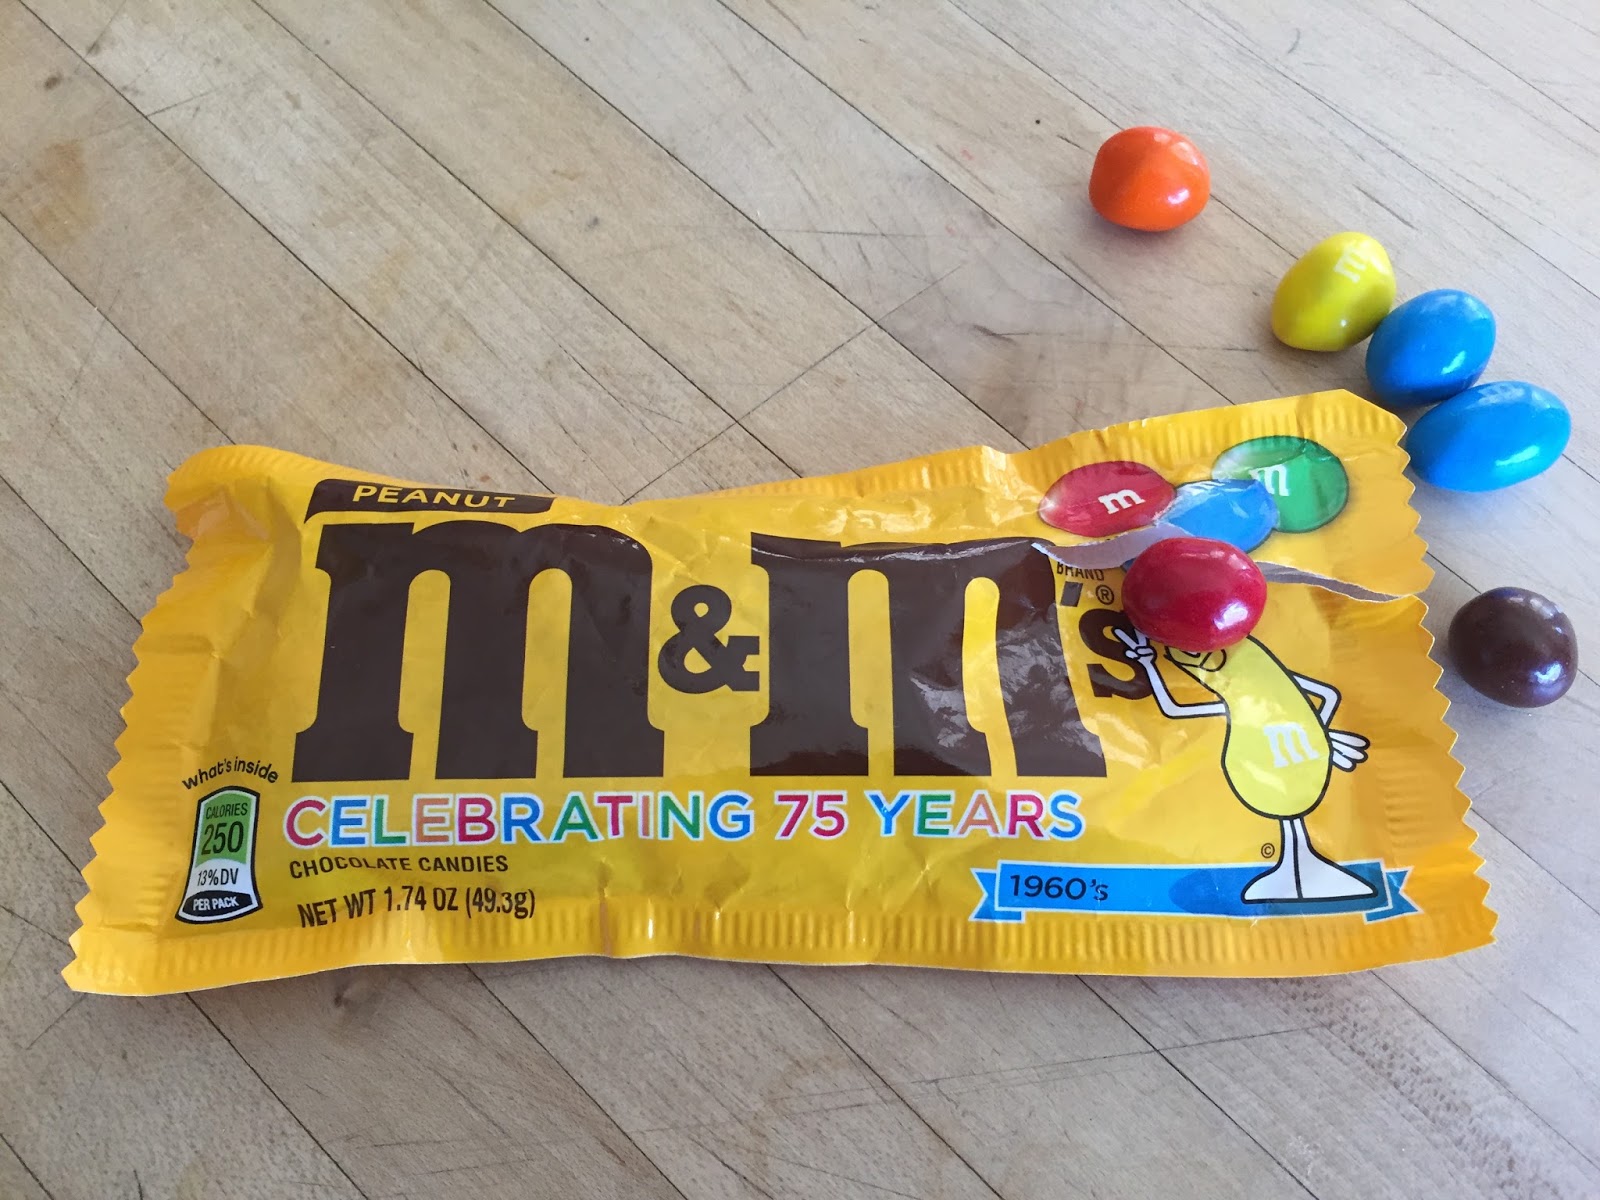 PEANUT
m&m's
BRAND
®
m
m
m
what's inside
CALORIES
250
13%DV
PER PACK
CELEBRATING 75 YEARS
CHOCOLATE CANDIES
NET WT 1.74 OZ (49.3g)
m
©
1960's